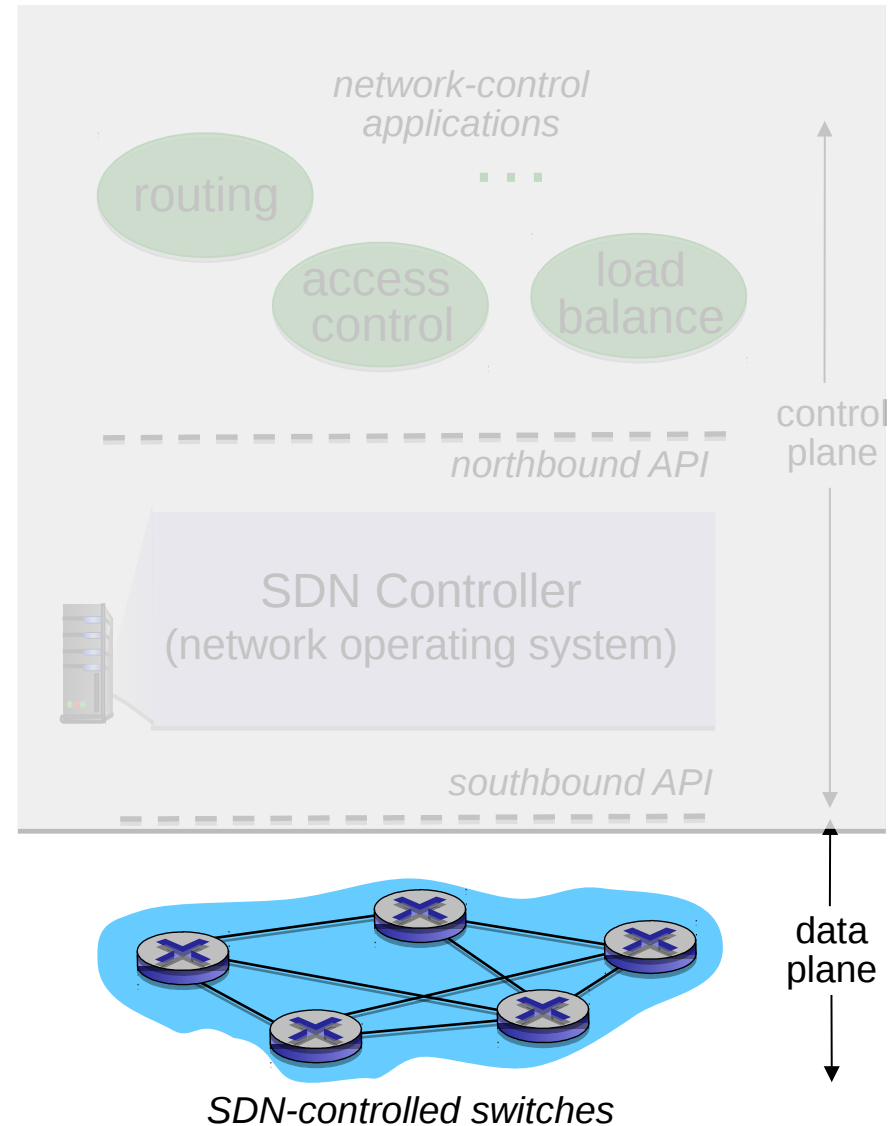 network-control
applications
routing
. . .
access
control
load
balance
control
plane
northbound API
SDN Controller
(network operating system)
southbound API
data
plane
SDN-controlled switches